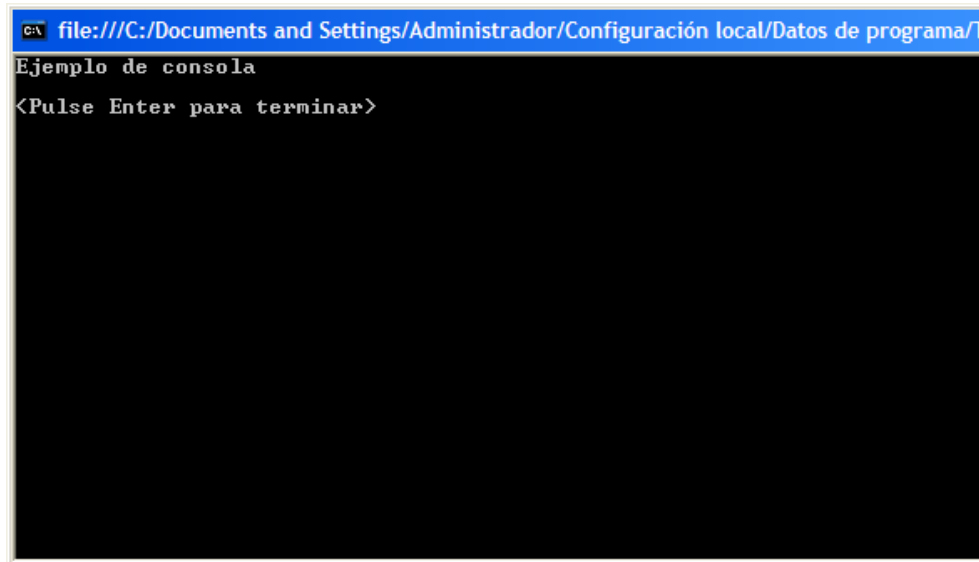 file:///C:/Documents and Settings/Administrador/Configuración local/Datos de programa/
Ejemplo de consola
<Pulse Enter para terminar>